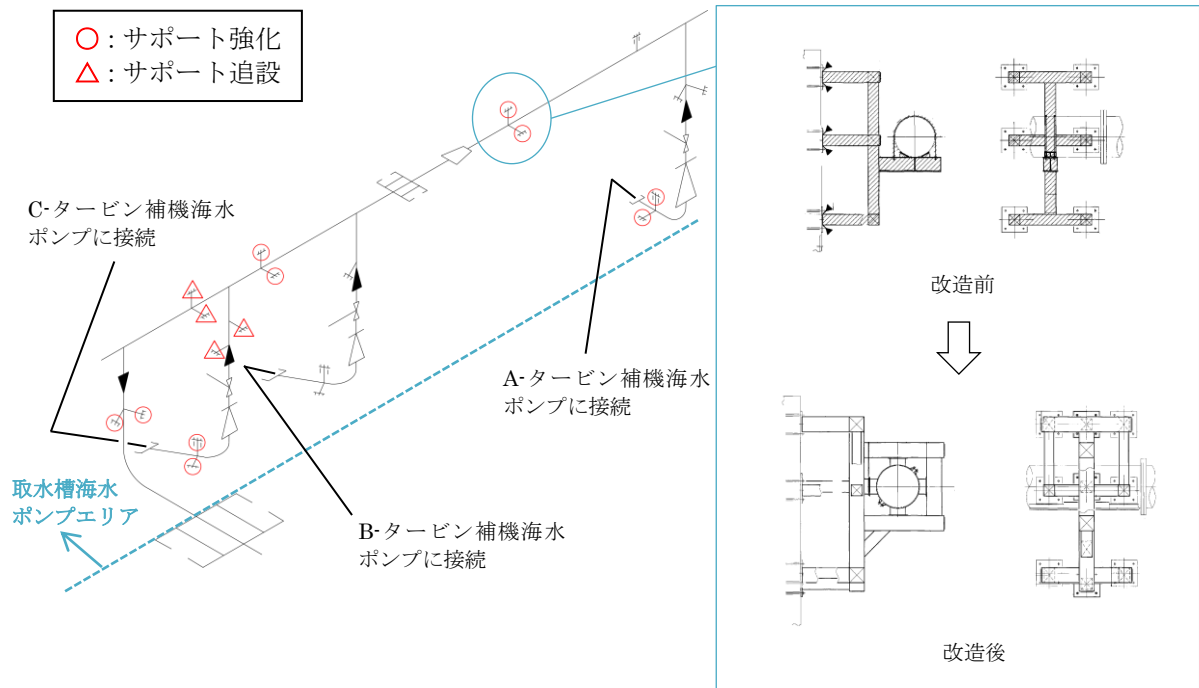 ○：サポート強化
△：サポート追設
C-タービン補機海水
ポンプに接続
A-タービン補機海水
ポンプに接続
B-タービン補機海水
ポンプに接続
取水槽海水
ポンプエリア
改造前
改造後